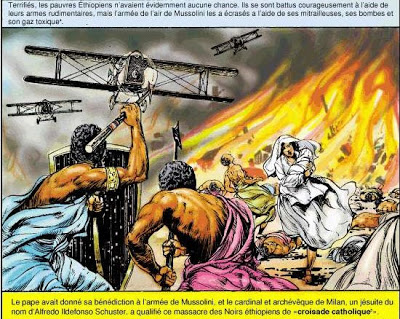 Terrifiés, les pauvres Éthiopiens n'avaient évidemment aucune chance. Ils se sont battus courageusement à l'aide de
leurs armes rudimentaires, mais l'armée de l'air de Mussolini les a écrasés a l'aide de ses mitrailleuses, ses bombes et
son gaz toxique*.
Le pape avait donné sa bénédiction à l'armée de Mussolini, et le cardinal et archévêque de Milan, un jésuite du
nom d'Alfredo Ildefonso Schuster, a qualifié ce massacre des Noirs éthiopiens de «croisade catholique*».